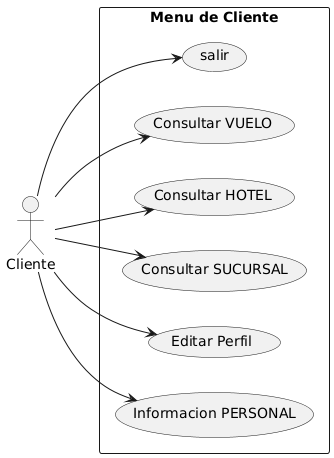 Menu de Cliente
salir
Consultar VUELO
Consultar HOTEL
Cliente
Consultar SUCURSAL
Editar Perfil
Informacion PERSONAL